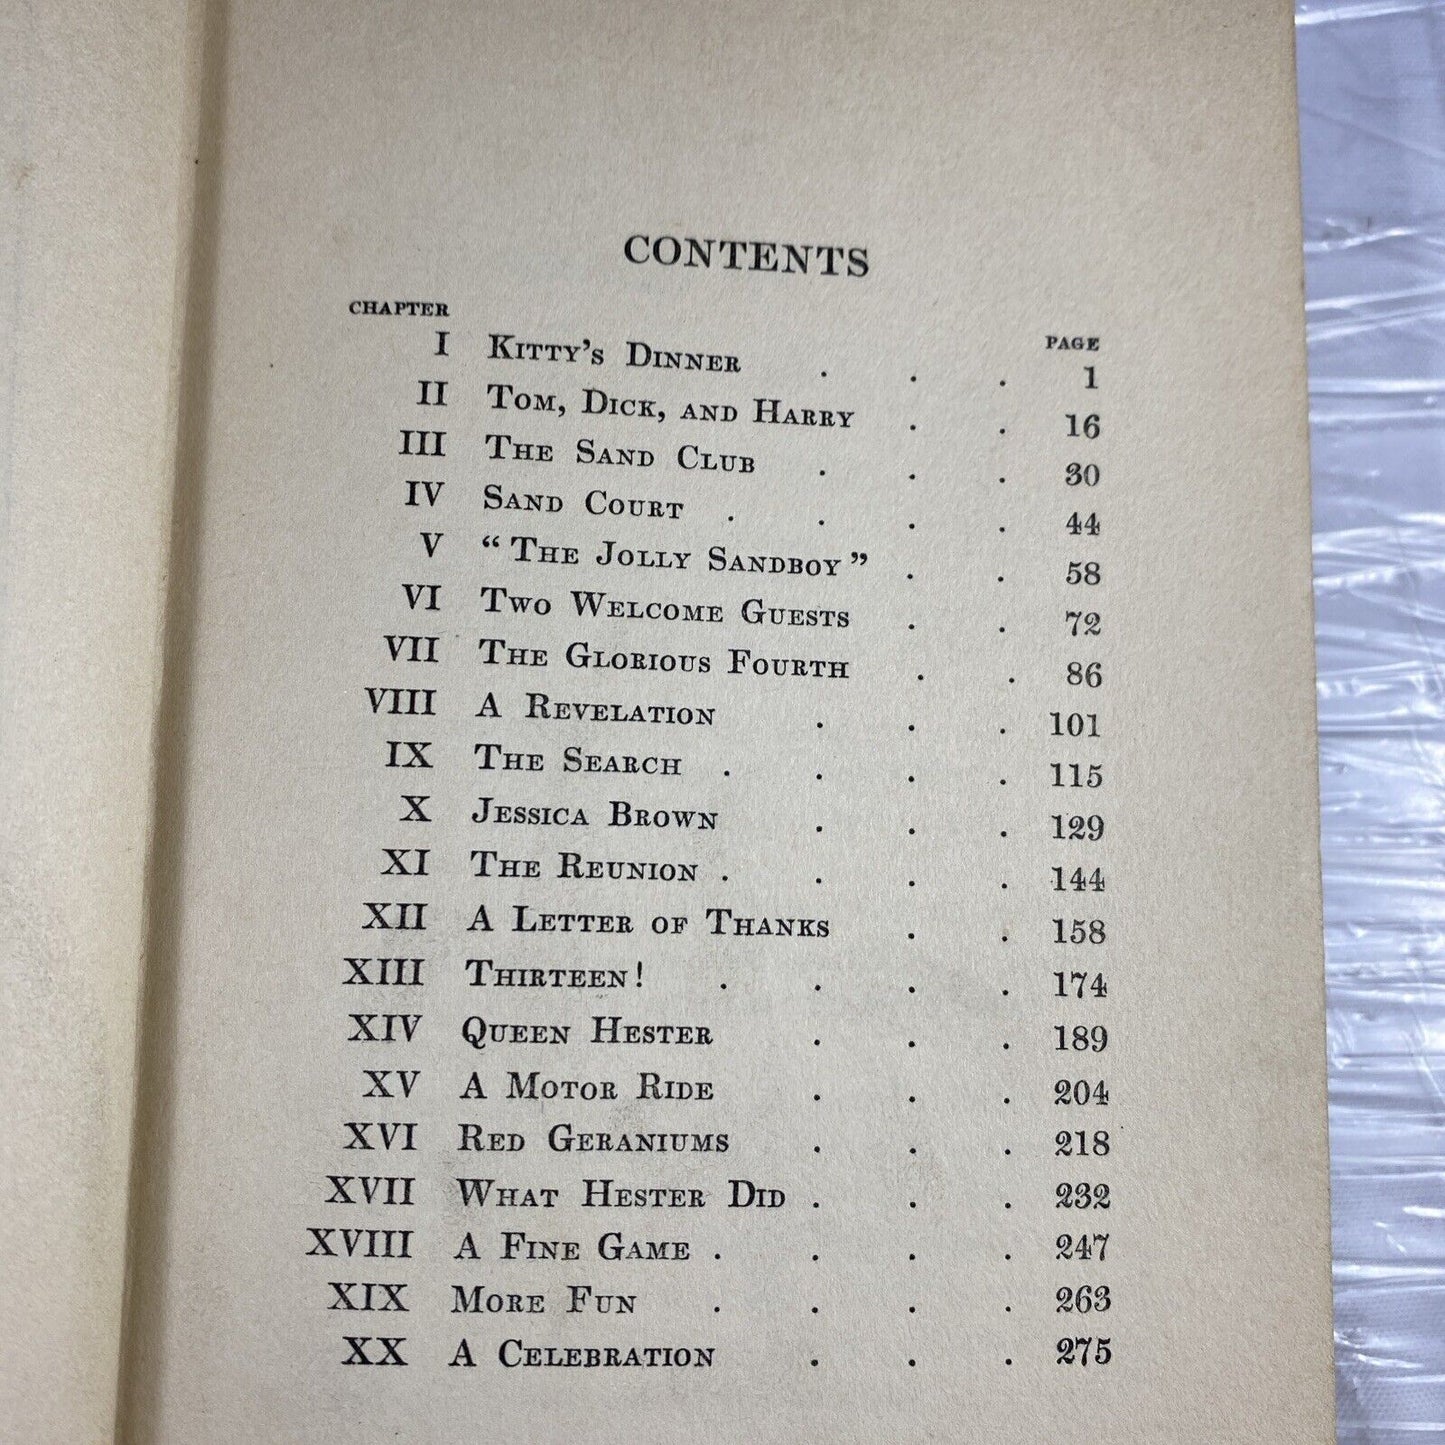 CONTENTS
CHAPTER PAGE
I KITTY'S DINNER . . . 1
II TOM, DICK, AND HARRY . . 16
III THE SAND CLUB . . . 30
IV SAND COURT . . . . 44
V "THE JOLLY SANDBOY" . . 58
VI TWO WELCOME GUESTS . . 72
VII THE GLORIOUS FOURTH . . 86
VIII A REVELATION . . . 101
IX THE SEARCH . . . . 115
X JESSICA BROWN . . . 129
XI THE REUNION . . . . 144
XII A LETTER OF THANKS . . 158
XIII THIRTEEN! . . . . 174
XIV QUEEN HESTER . . . 189
XV A MOTOR RIDE . . . 204
XVI RED GERANIUMS . . . 218
XVII WHAT HESTER DID . . . 232
XVIII A FINE GAME . . . . 247
XIX MORE FUN . . . . 263
XX A CELEBRATION . . . 275